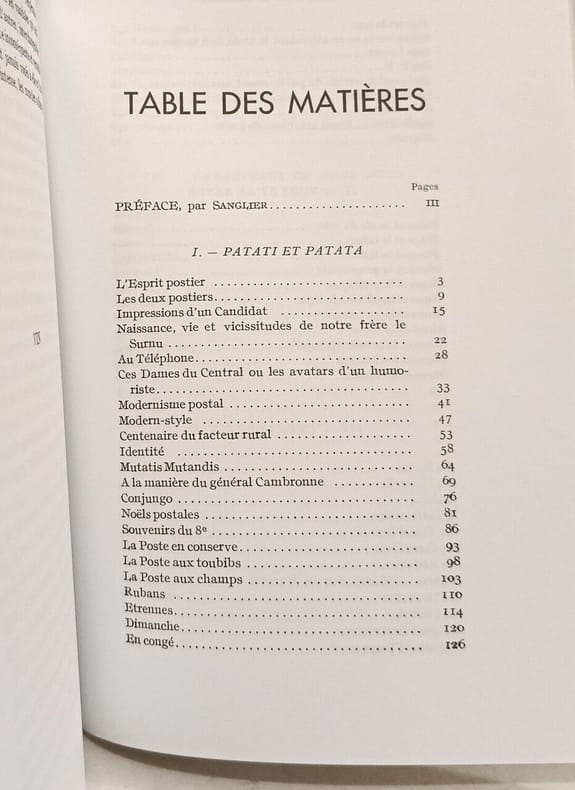 TABLE DES MATIÈRES
Pages
PRÉFACE, par SANGLIER..................... III
I. — PATATI ET PATATA
L'Esprit postier .............................. 3
Les deux postiers.............................. 9
Impressions d'un Candidat ................... 15
Naissance, vie et vicissitudes de notre frère le
Surnu ..................................... 22
Au Téléphone.................................. 28
Ces Dames du Central ou les avatars d'un humo-
riste........................................ 33
Modernisme postal ............................ 41
Modern-style .................................. 47
Centenaire du facteur rural .................... 53
Identité ...................................... 58
Mutatis Mutandis .............................. 64
A la manière du général Cambronne ............ 69
Conjungo ...................................... 76
Noëls postales ................................. 81
Souvenirs du 8e ................................ 86
La Poste en conserve........................... 93
La Poste aux toubibs ........................... 98
La Poste aux champs ........................... 103
Rubans ........................................ 110
Etrennes....................................... 114
Dimanche...................................... 120
En congé....................................... 126